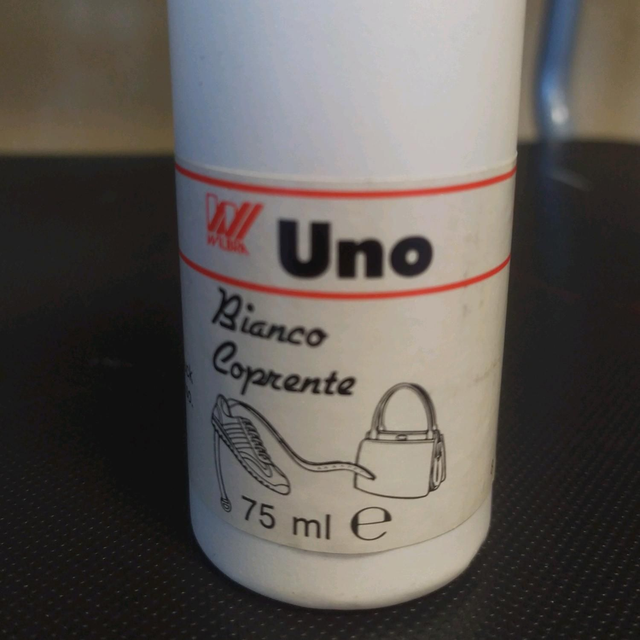 Uno
Bianco
Coprente
75 ml ℮